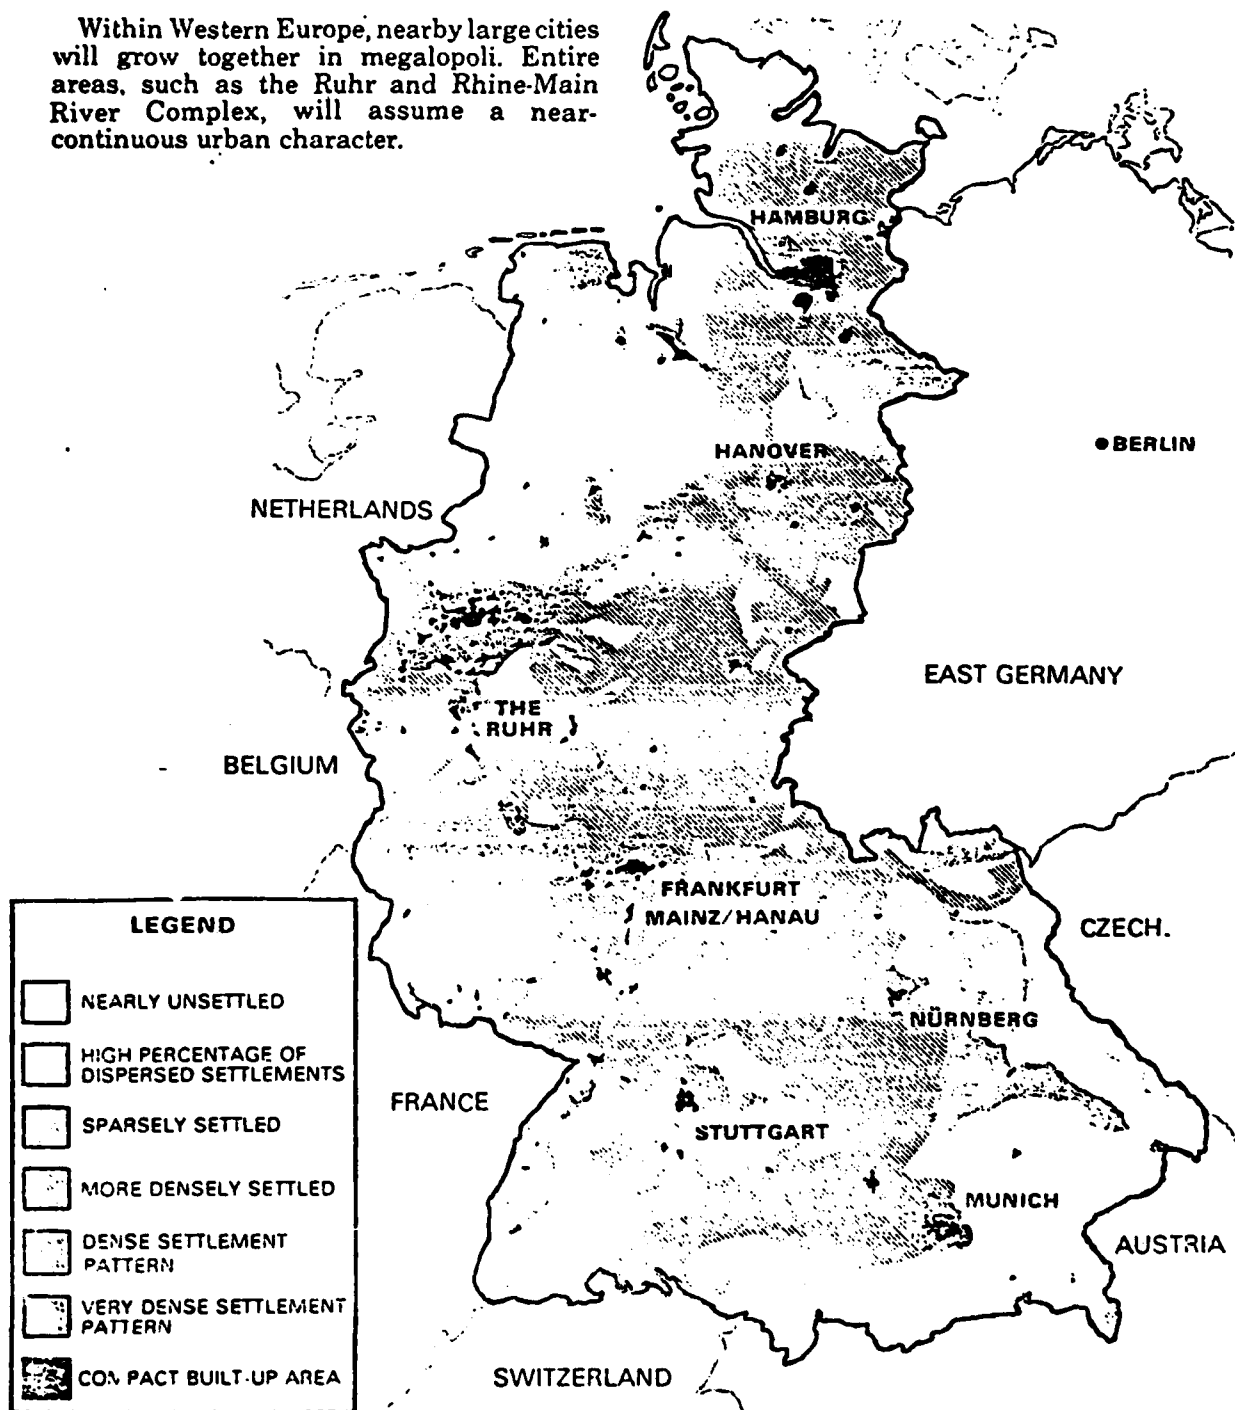 Within Western Europe, nearby large cities
will grow together in megalopoli. Entire
areas, such as the Ruhr and Rhine-Main
River Complex, will assume a near-
continuous urban character.
HAMBURG
HANOVER
BERLIN
NETHERLANDS
EAST GERMANY
THE
RUHR
BELGIUM
FRANKFURT
MAINZ/HANAU
CZECH.
NÜRNBERG
FRANCE
STUTTGART
MUNICH
AUSTRIA
SWITZERLAND
LEGEND
NEARLY UNSETTLED
HIGH PERCENTAGE OF
DISPERSED SETTLEMENTS
SPARSELY SETTLED
MORE DENSELY SETTLED
DENSE SETTLEMENT
PATTERN
VERY DENSE SETTLEMENT
PATTERN
COMPACT BUILT-UP AREA